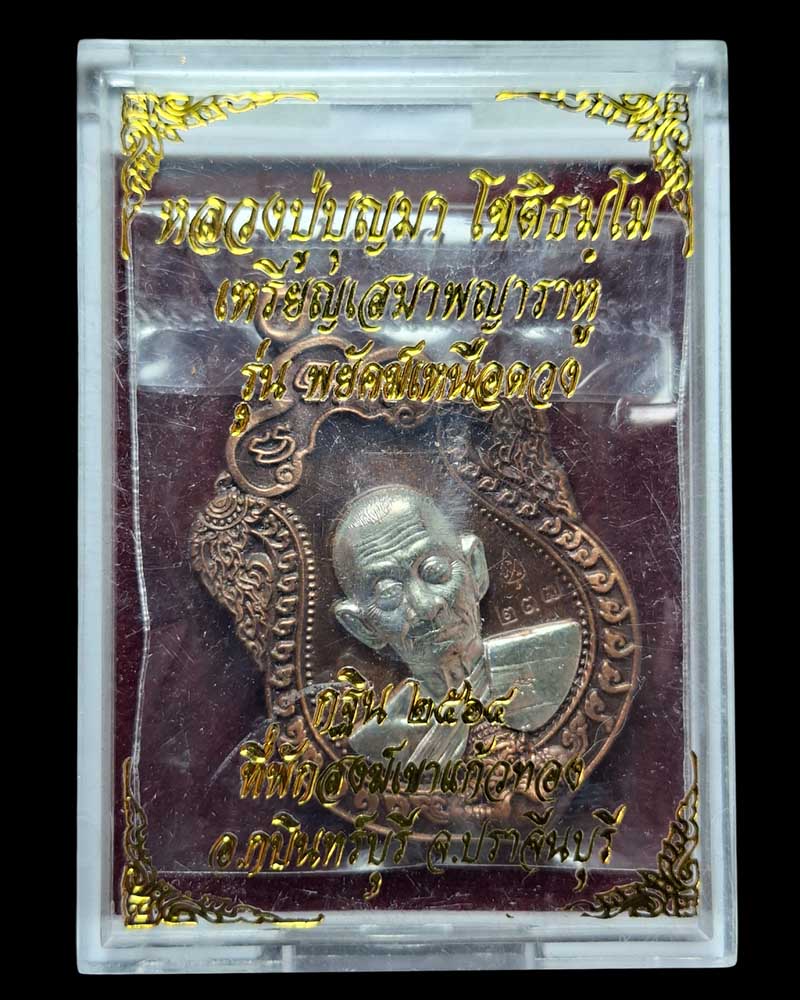 หลวงปู่บุญมา โชติธมฺโม
เหรียญเสมาพญาราหู
รุ่น พยัคฆ์เหนือดวง
กฐิน ๒๕๖๔
ที่พักสงฆ์เขาแก้วทอง
อ.กบินทร์บุรี จ.ปราจีนบุรี